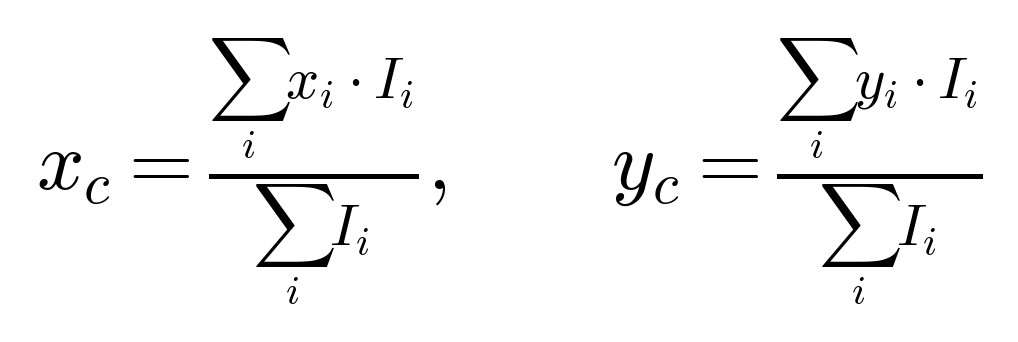 x_c = \frac{\sum_i x_i \cdot I_i}{\sum_i I_i}, y_c = \frac{\sum_i y_i \cdot I_i}{\sum_i I_i}